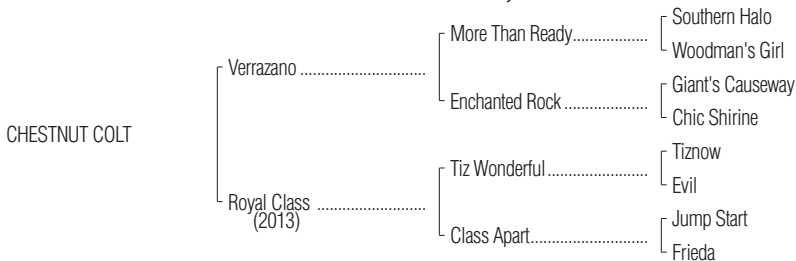 Southern Halo
More Than Ready.................
Woodman's Girl
Verrazano ............................
Giant's Causeway
Enchanted Rock ...................
Chic Shirine
CHESTNUT COLT
Tiznow
Tiz Wonderful.......................
Evil
Royal Class ........................
(2013)
Jump Start
Class Apart..........................
Frieda